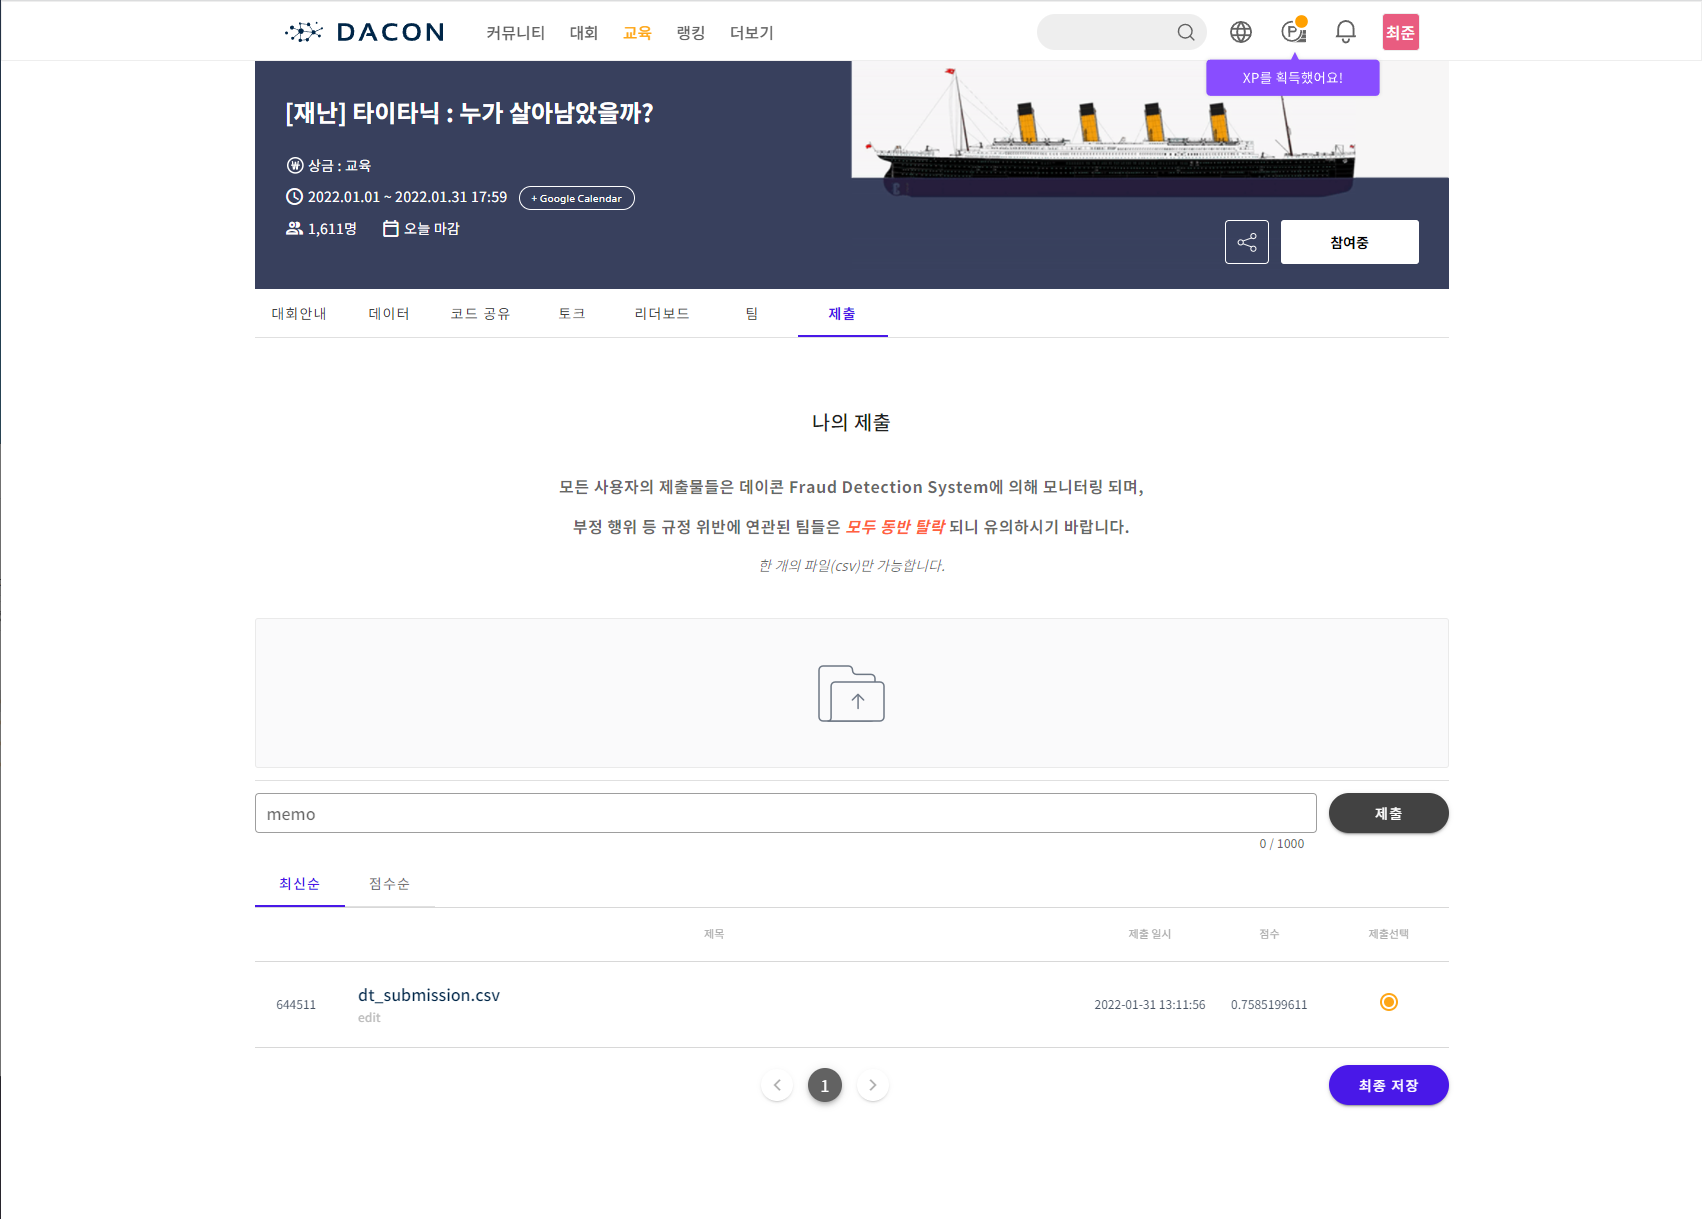 DACON
커뮤니티 대회 교육 랭킹 더보기
최준
XP를 획득했어요!
[재난] 타이타닉 : 누가 살아남았을까?
상금 : 교육
2022.01.01 ~ 2022.01.31 17:59 + Google Calendar
1,611명 오늘 마감
참여중
대회안내 데이터 코드 공유 토크 리더보드 팀 제출
나의 제출
모든 사용자의 제출물들은 데이콘 Fraud Detection System에 의해 모니터링 되며,
부정 행위 등 규정 위반에 연관된 팀들은 모두 동반 탈락 되니 유의하시기 바랍니다.
한 개의 파일(csv)만 가능합니다.
memo
제출
0 / 1000
최신순 점수순
제목 제출 일시 점수 제출선택
644511 dt_submission.csv 2022-01-31 13:11:56 0.7585199611
edit
1
최종 저장